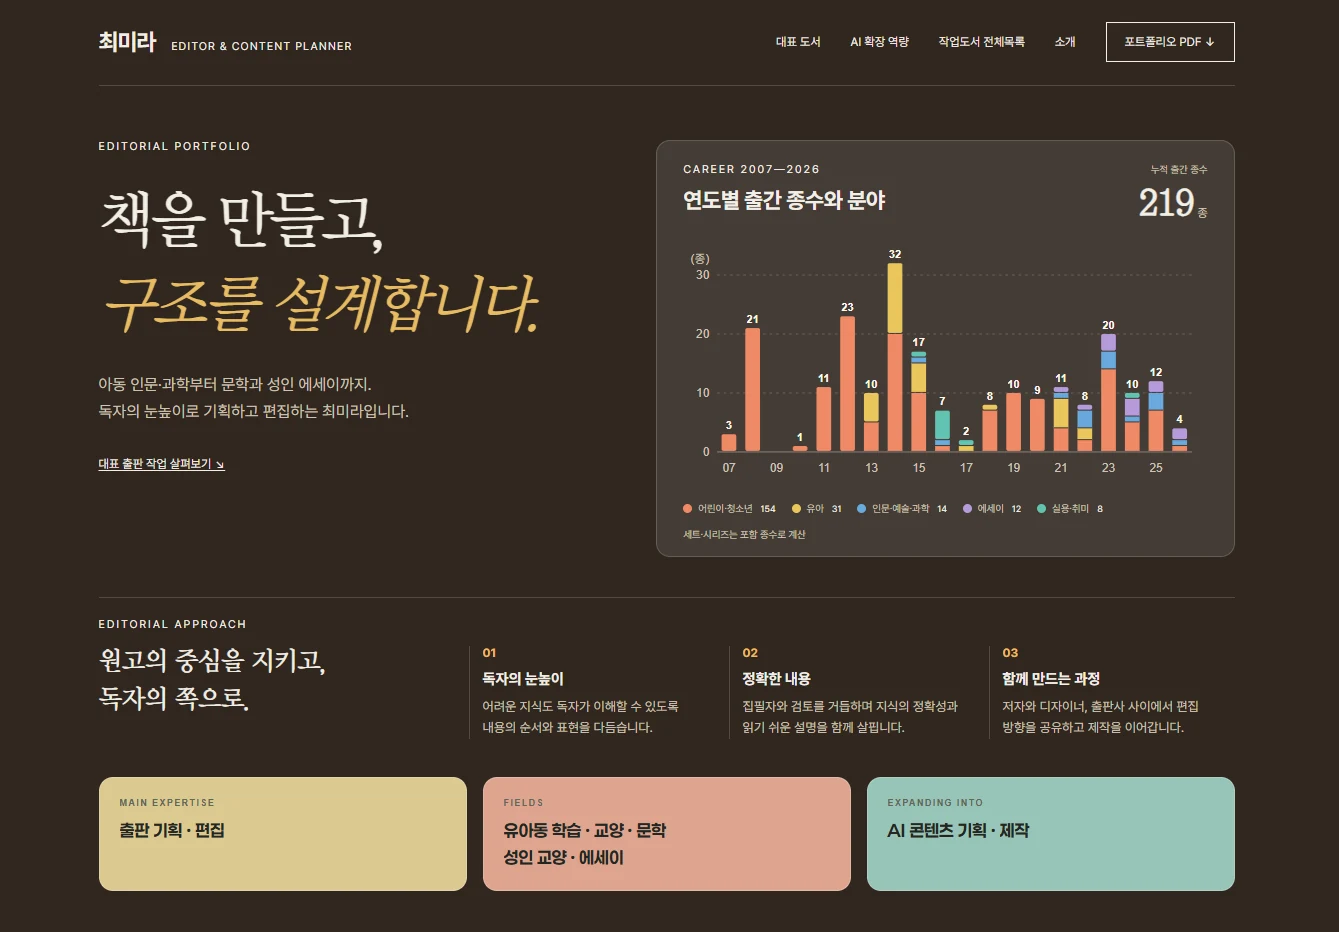 최미라 EDITOR & CONTENT PLANNER
대표 도서 AI 확장 역량 작업도서 전체목록 소개 포트폴리오 PDF ↓
EDITORIAL PORTFOLIO
책을 만들고,
구조를 설계합니다.
아동 인문·과학부터 문학과 성인 에세이까지.
독자의 눈높이로 기획하고 편집하는 최미라입니다.
대표 출판 작업 살펴보기 ↘
CAREER 2007—2026
연도별 출간 종수와 분야
누적 출간 종수
219 종
(종)
30
20
10
0
3 21 1 11 23 10 32 17 7 2 8 10 9 11 8 20 10 12 4
07 09 11 13 15 17 19 21 23 25
어린이·청소년 154 유아 31 인문·예술·과학 14 에세이 12 실용·취미 8
세트·시리즈는 포함 종수로 계산
EDITORIAL APPROACH
원고의 중심을 지키고,
독자의 쪽으로.
01
독자의 눈높이
어려운 지식도 독자가 이해할 수 있도록
내용의 순서와 표현을 다듬습니다.
02
정확한 내용
집필자와 검토를 거듭하며 지식의 정확성과
읽기 쉬운 설명을 함께 살핍니다.
03
함께 만드는 과정
저자와 디자이너, 출판사 사이에서 편집
방향을 공유하고 제작을 이어갑니다.
MAIN EXPERTISE
출판 기획 · 편집
FIELDS
유아동 학습 · 교양 · 문학
성인 교양 · 에세이
EXPANDING INTO
AI 콘텐츠 기획 · 제작